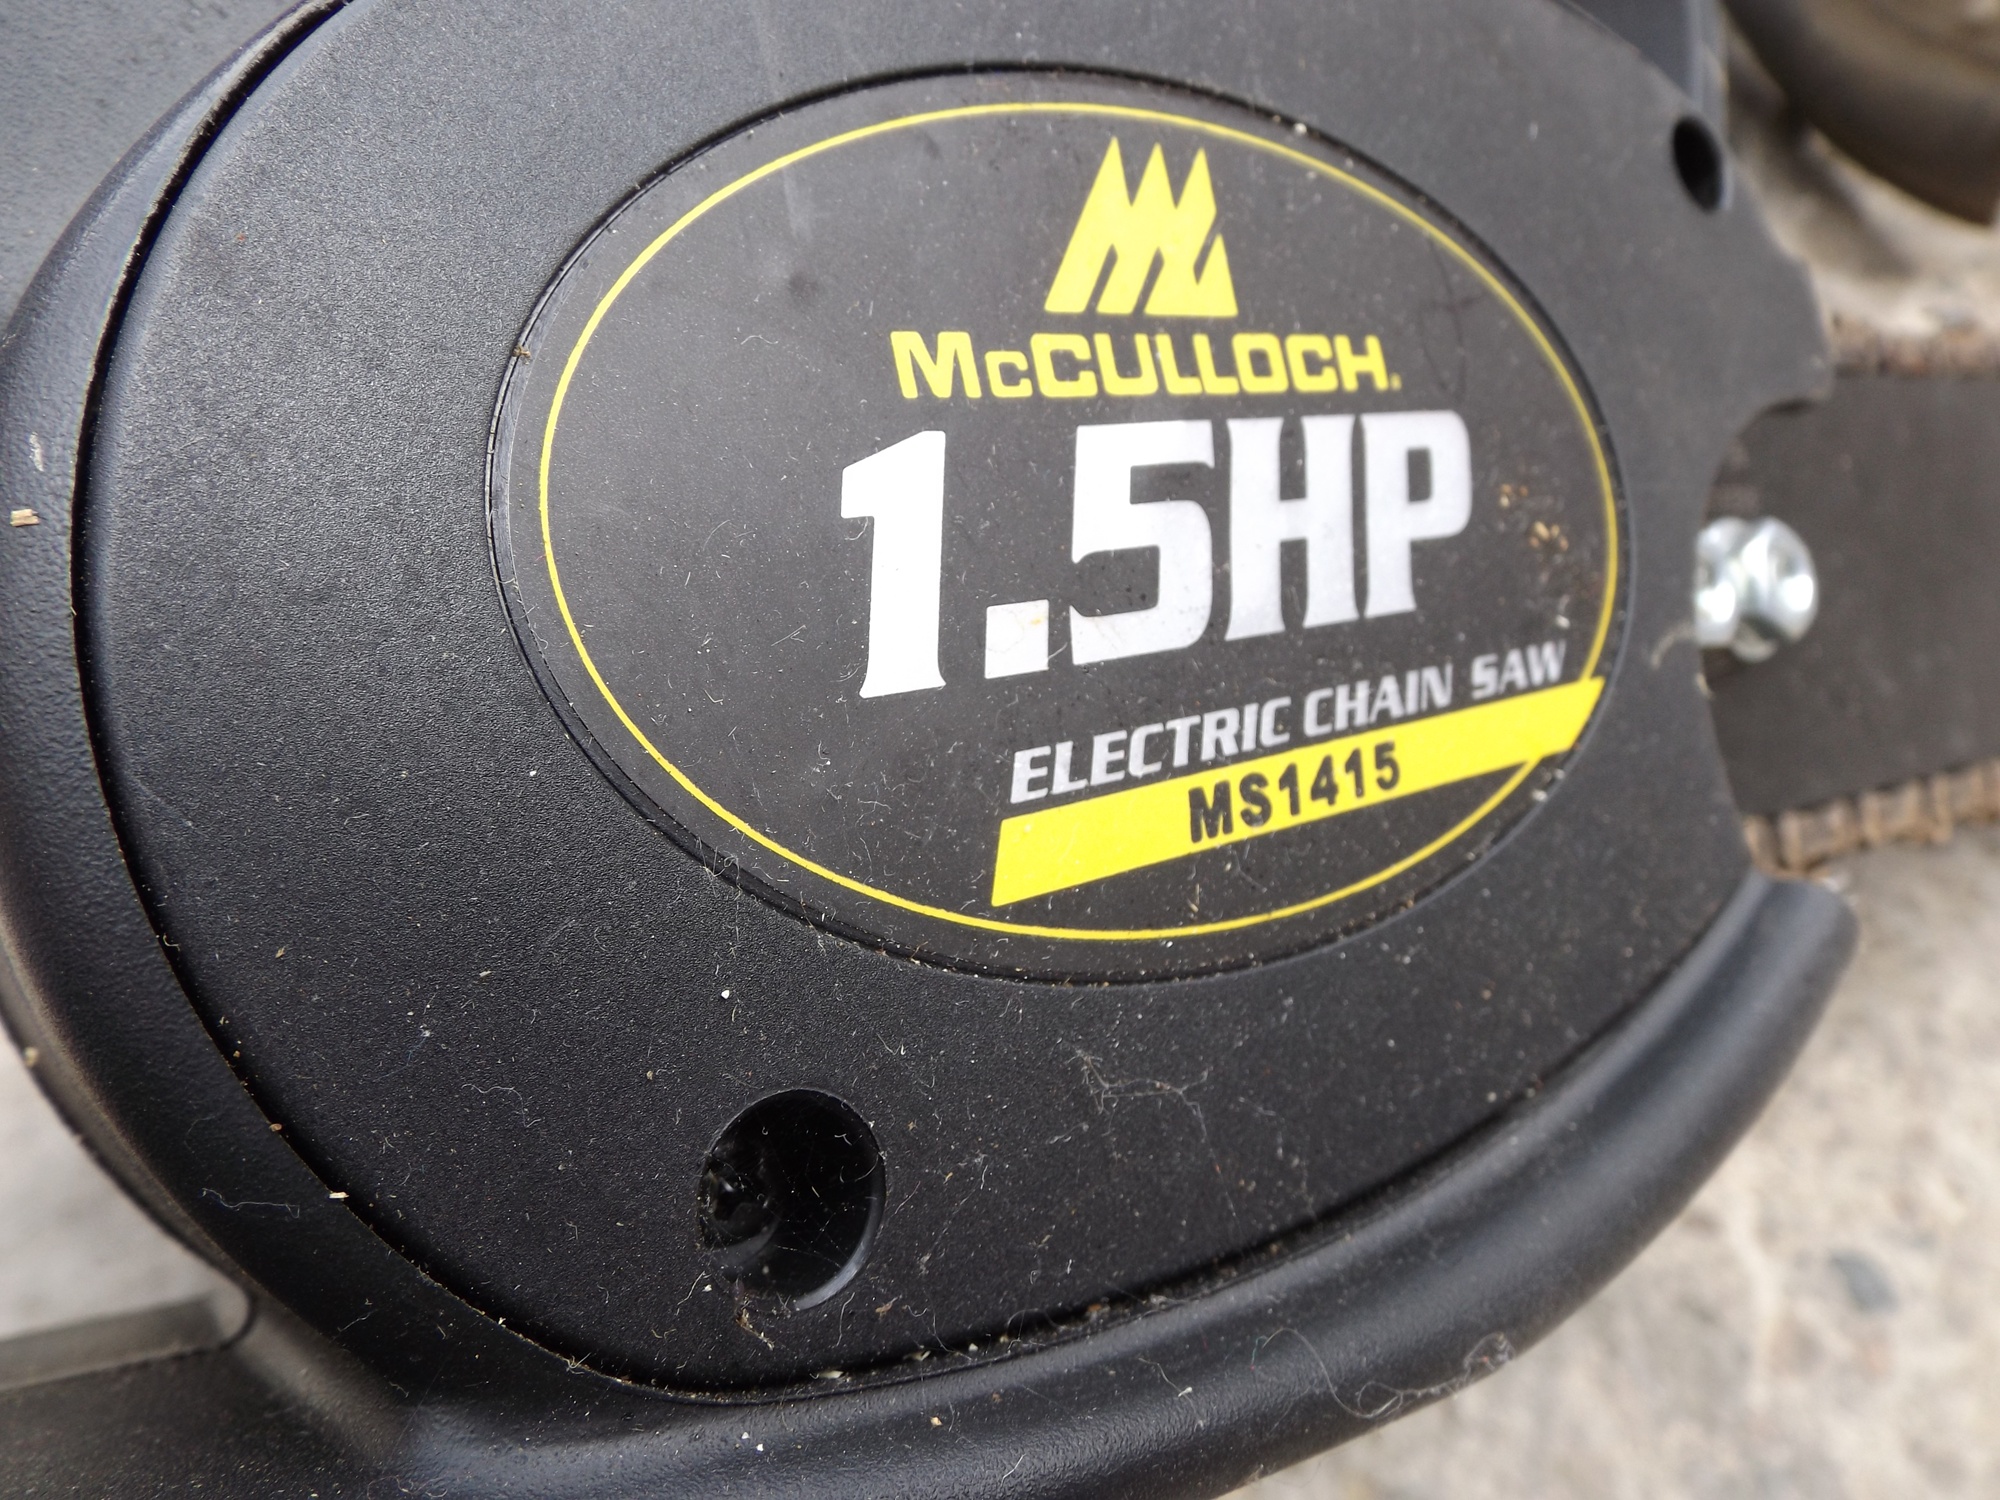 McCULLOCH.
1.5HP
ELECTRIC CHAIN SAW
MS1415